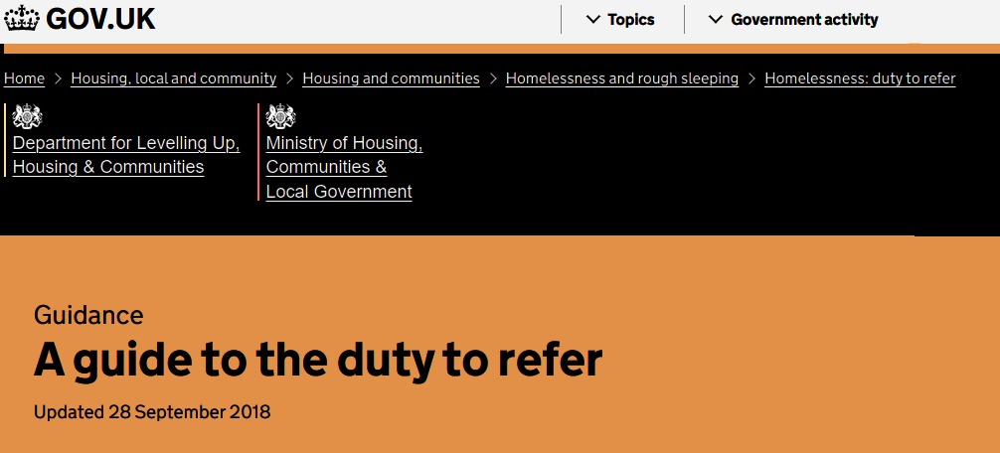 GOV.UK
Topics
Government activity
Home > Housing, local and community > Housing and communities > Homelessness and rough sleeping > Homelessness: duty to refer
Department for Levelling Up,
Housing & Communities
Ministry of Housing,
Communities &
Local Government
Guidance
A guide to the duty to refer
Updated 28 September 2018